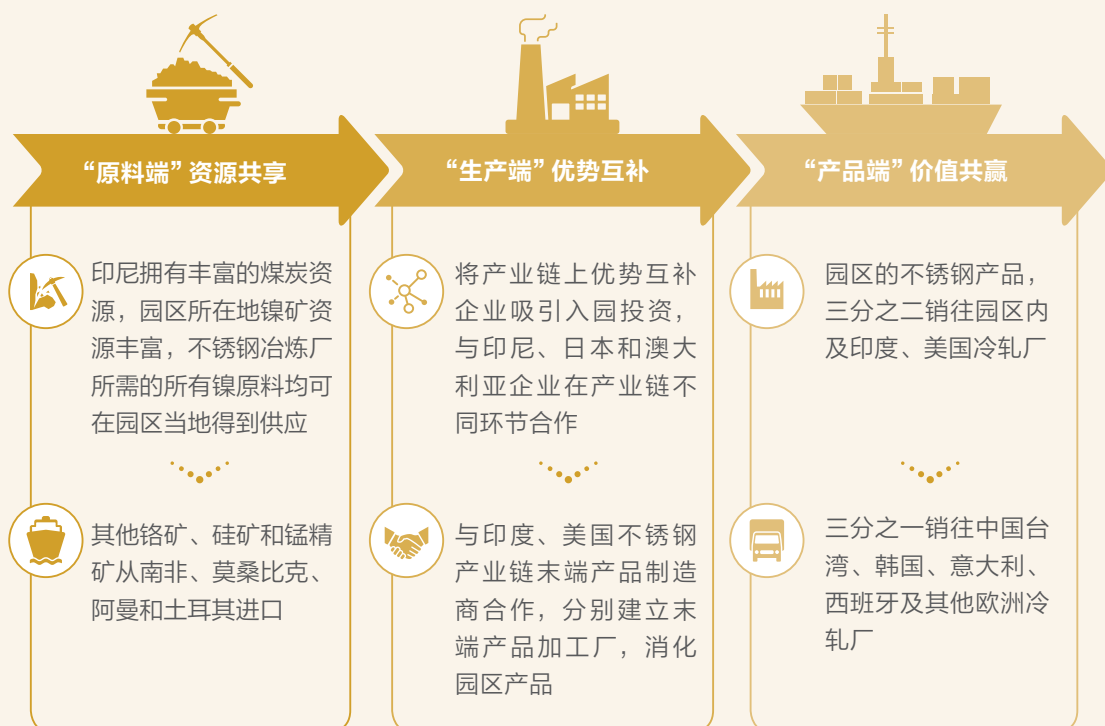 “原料端”资源共享
印尼拥有丰富的煤炭资
源，园区所在地镍矿资
源丰富，不锈钢冶炼厂
所需的所有镍原料均可
在园区当地得到供应
其他铬矿、硅矿和锰精
矿从南非、莫桑比克、
阿曼和土耳其进口
“生产端”优势互补
将产业链上优势互补
企业吸引入园投资，
与印尼、日本和澳大
利亚企业在产业链不
同环节合作
与印度、美国不锈钢
产业链末端产品制造
商合作，分别建立末
端产品加工厂，消化
园区产品
“产品端”价值共赢
园区的不锈钢产品，
三分之二销往园区内
及印度、美国冷轧厂
三分之一销往中国台
湾、韩国、意大利、
西班牙及其他欧洲冷
轧厂